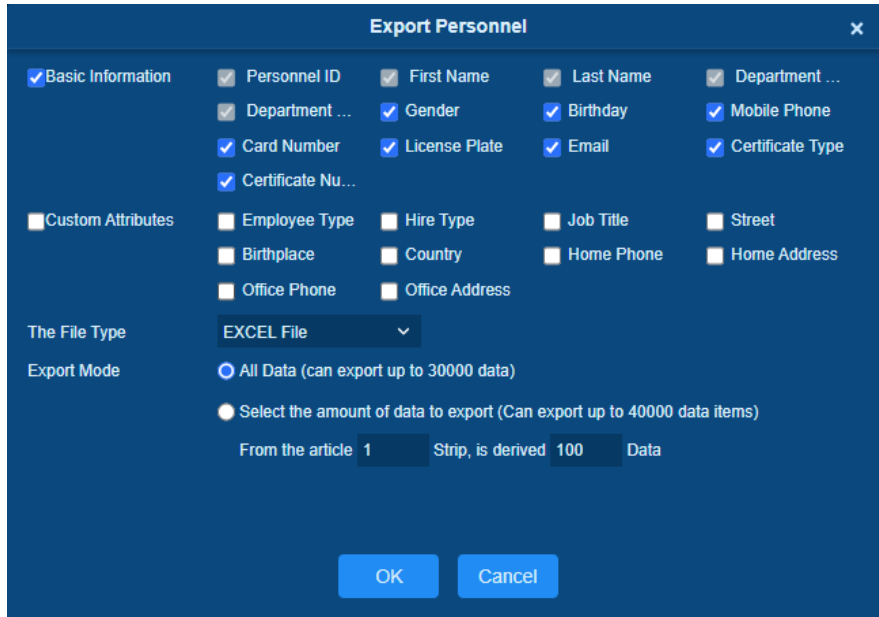 Export Personnel ×
Basic Information Personnel ID First Name Last Name Department ...
Department ... Gender Birthday Mobile Phone
Card Number License Plate Email Certificate Type
Certificate Nu...
Custom Attributes Employee Type Hire Type Job Title Street
Birthplace Country Home Phone Home Address
Office Phone Office Address
The File Type EXCEL File
Export Mode All Data (can export up to 30000 data)
Select the amount of data to export (Can export up to 40000 data items)
From the article 1 Strip, is derived 100 Data
OK Cancel